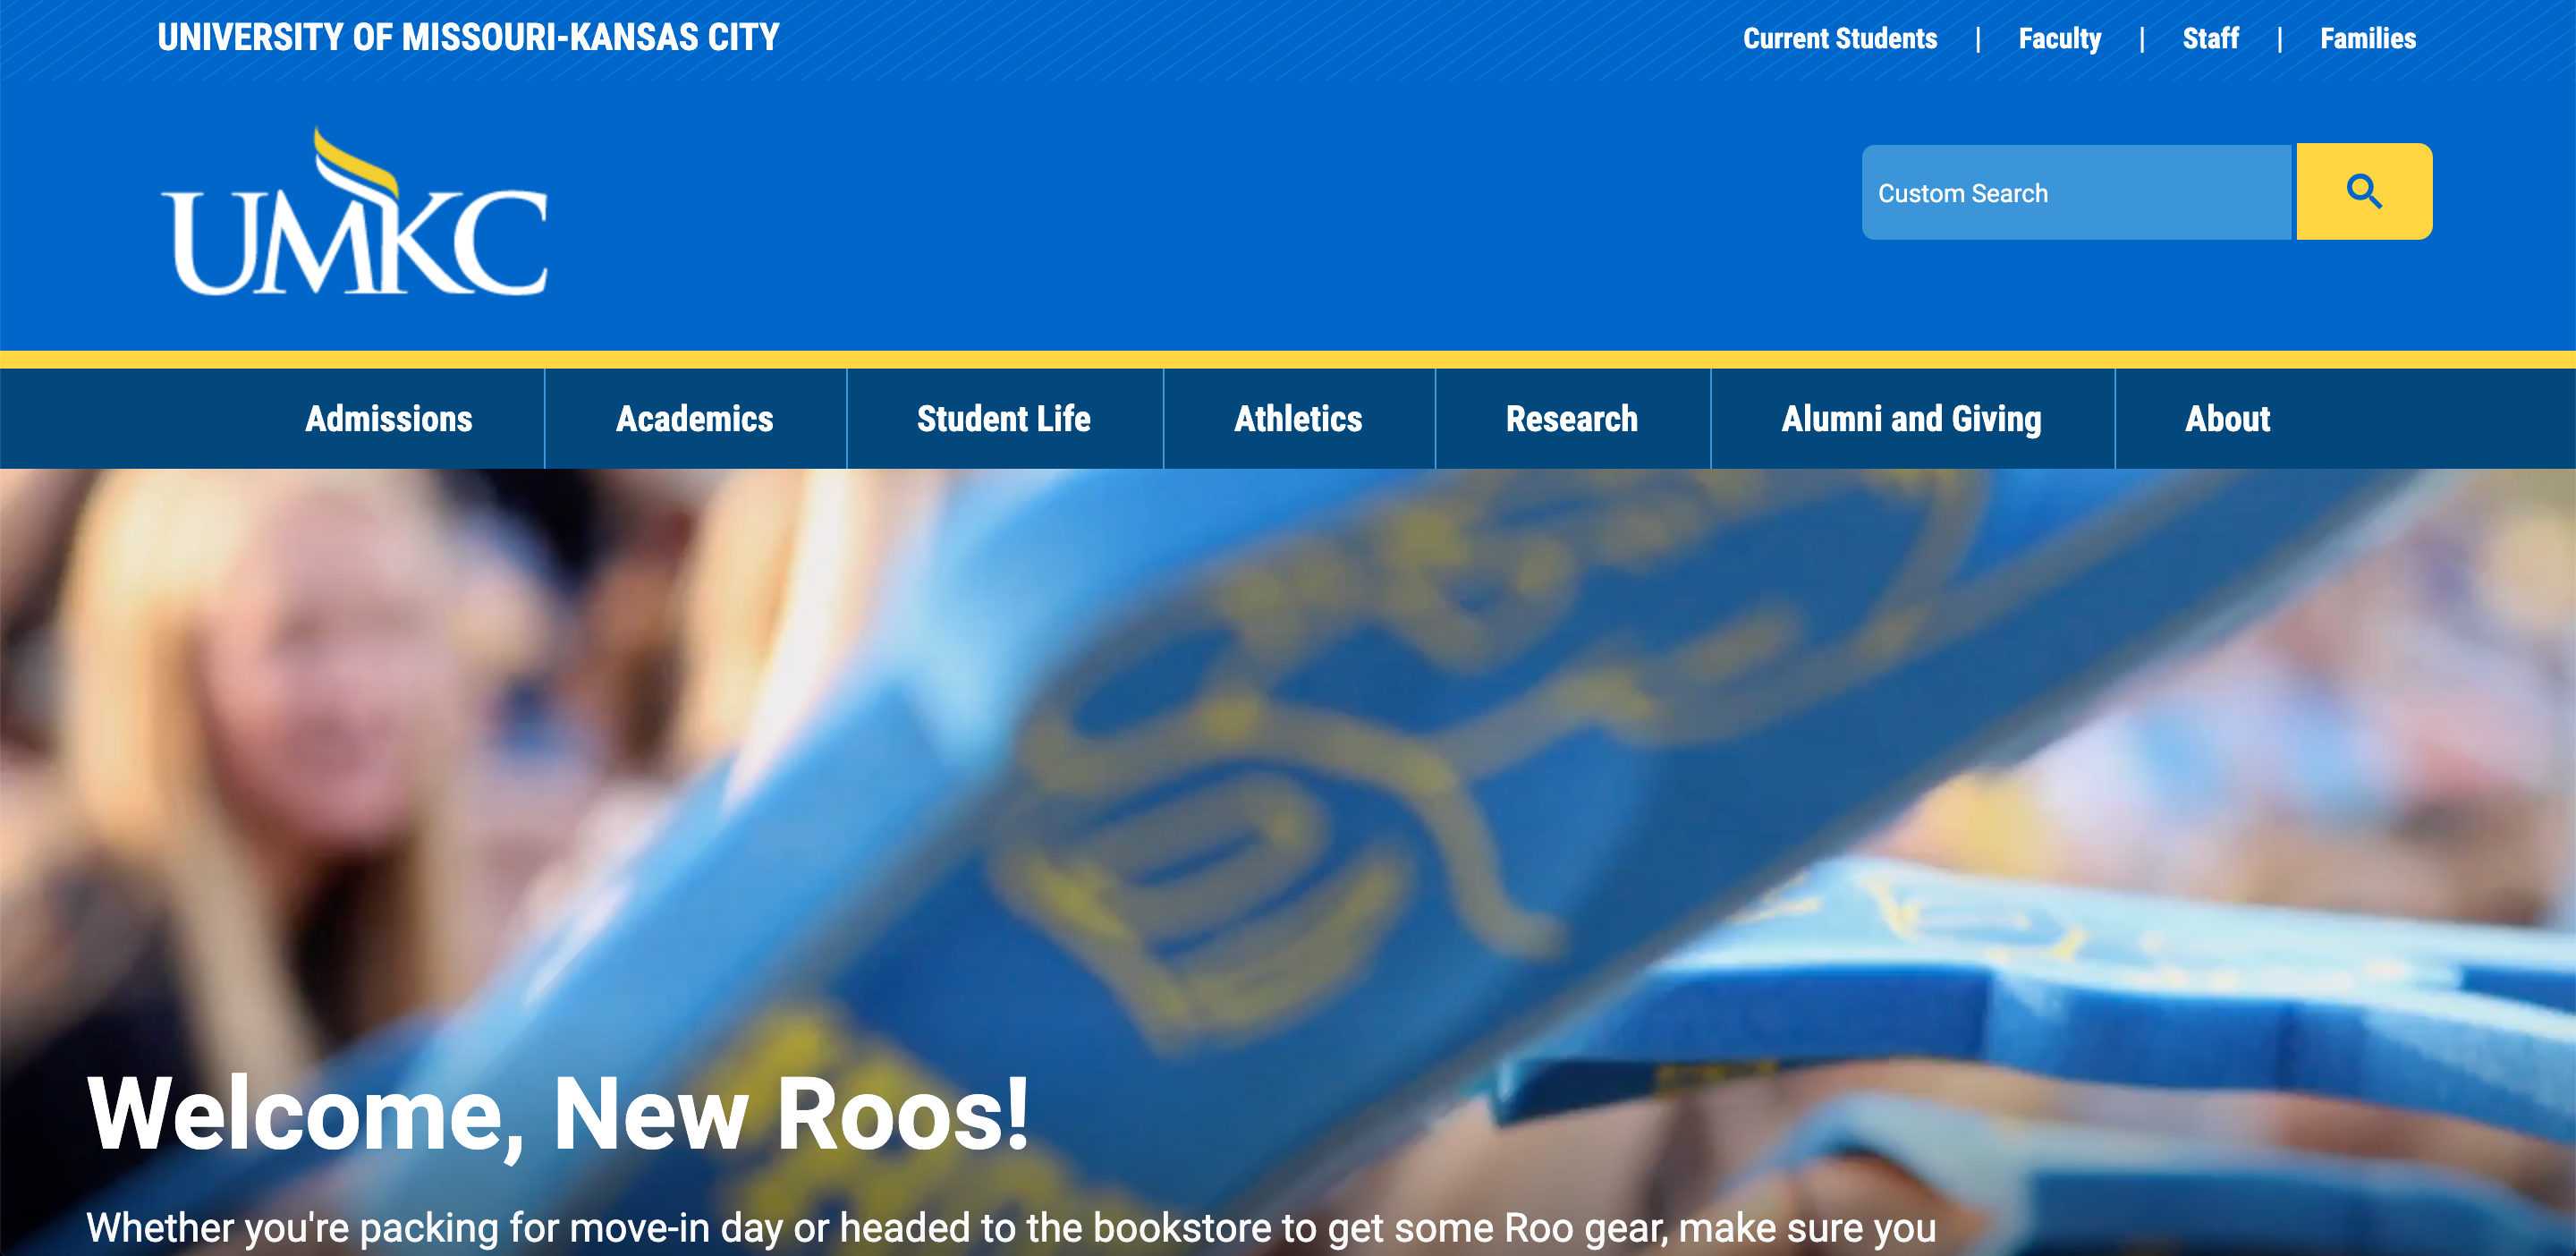 UNIVERSITY OF MISSOURI-KANSAS CITY
Current Students | Faculty | Staff | Families
UMKC
Custom Search
Admissions Academics Student Life Athletics Research Alumni and Giving About
Welcome, New Roos!
Whether you're packing for move-in day or headed to the bookstore to get some Roo gear, make sure you